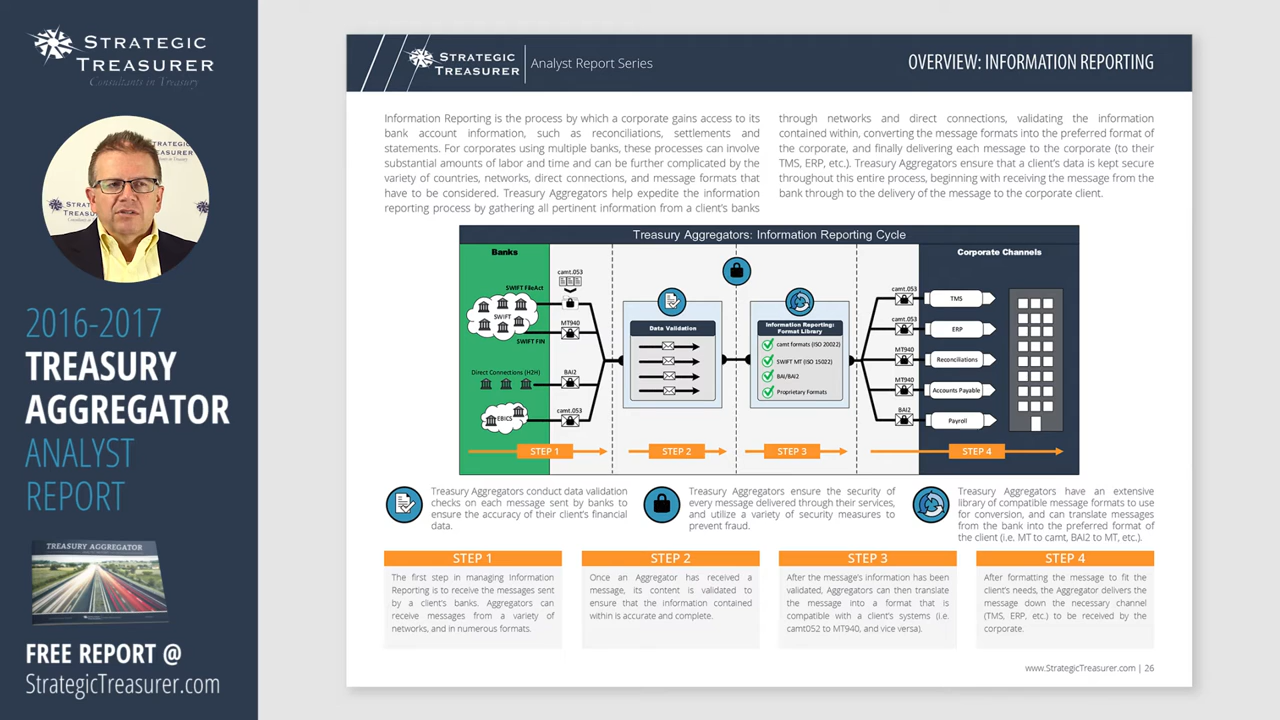 STRATEGIC
TREASURER
Consultants in Treasury
2016-2017
TREASURY
AGGREGATOR
ANALYST
REPORT
TREASURY AGGREGATOR
FREE REPORT @
StrategicTreasurer.com
STRATEGIC
TREASURER
Analyst Report Series
OVERVIEW: INFORMATION REPORTING
Information Reporting is the process by which a corporate gains access to its
bank account information, such as reconciliations, settlements and
statements. For corporates using multiple banks, these processes can involve
substantial amounts of labor and time and can be further complicated by the
variety of countries, networks, direct connections, and message formats that
have to be considered. Treasury Aggregators help expedite the information
reporting process by gathering all pertinent information from a client's banks
through networks and direct connections, validating the information
contained within, converting the message formats into the preferred format of
the corporate, and finally delivering each message to the corporate (to their
TMS, ERP, etc.). Treasury Aggregators ensure that a client's data is kept secure
throughout this entire process, beginning with receiving the message from the
bank through to the delivery of the message to the corporate client.
Treasury Aggregators: Information Reporting Cycle
Banks
SWIFT FileAct
SWIFT
SWIFT FIN
Direct Connections (H2H)
EBICS
camt.053
MT940
BAI2
camt.053
Data Validation
Information Reporting:
Format Library
camt formats (ISO 20022)
SWIFT MT (ISO 15022)
BAI/BAI2
Proprietary Formats
Corporate Channels
camt.053
TMS
camt.053
ERP
MT940
Reconciliations
MT940
Accounts Payable
BAI2
Payroll
STEP 1
STEP 2
STEP 3
STEP 4
Treasury Aggregators conduct data validation
checks on each message sent by banks to
ensure the accuracy of their client's financial
data.
Treasury Aggregators ensure the security of
every message delivered through their services,
and utilize a variety of security measures to
prevent fraud.
Treasury Aggregators have an extensive
library of compatible message formats to use
for conversion, and can translate messages
from the bank into the preferred format of
the client (i.e. MT to camt, BAI2 to MT, etc.).
STEP 1
The first step in managing Information
Reporting is to receive the messages sent
by a client's banks. Aggregators can
receive messages from a variety of
networks, and in numerous formats.
STEP 2
Once an Aggregator has received a
message, its content is validated to
ensure that the information contained
within is accurate and complete.
STEP 3
After the message's information has been
validated, Aggregators can then translate
the message into a format that is
compatible with a client's systems (i.e.
camt052 to MT940, and vice versa).
STEP 4
After formatting the message to fit the
client's needs, the Aggregator delivers the
message down the necessary channel
(TMS, ERP, etc.) to be received by the
corporate.
www.StrategicTreasurer.com | 26